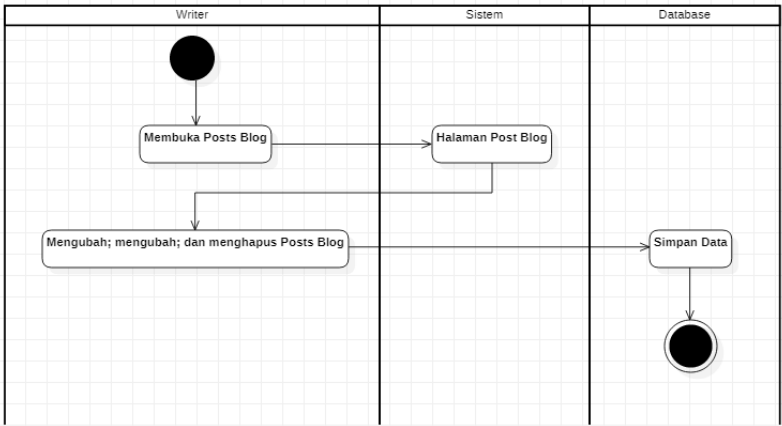 Writer
Sistem
Database
Membuka Posts Blog
Halaman Post Blog
Mengubah; mengubah; dan menghapus Posts Blog
Simpan Data